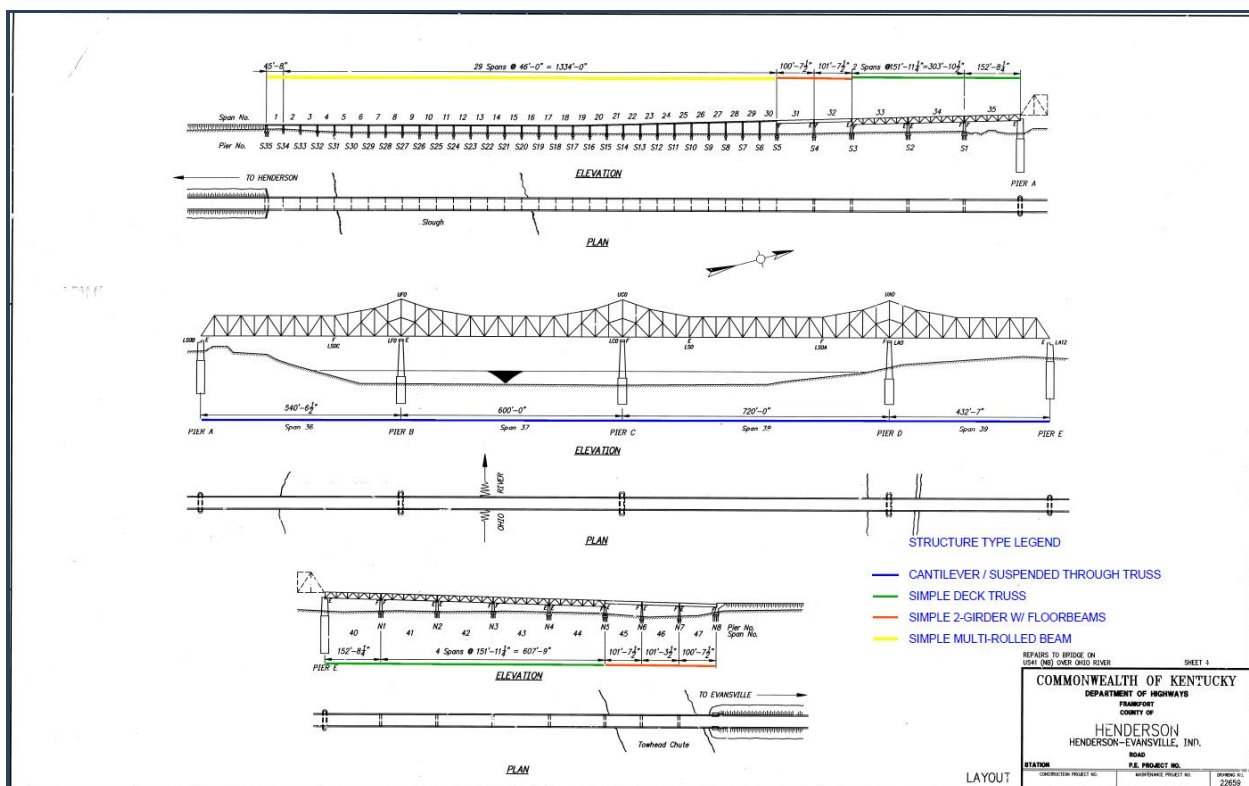 45'-8" 29 Spans @ 46'-0" = 1334'-0" 100'-7½" 101'-7½" 2 Spans @151'-11¼"=303'-10½" 152'-8¼"
Span No. 1 2 3 4 5 6 7 8 9 10 11 12 13 14 15 16 17 18 19 20 21 22 23 24 25 26 27 28 29 30 31 32 33 34 35
Pier No. S35 S34 S33 S32 S31 S30 S29 S28 S27 S26 S25 S24 S23 S22 S21 S20 S19 S18 S17 S16 S15 S14 S13 S12 S11 S10 S9 S8 S7 S6 S5 S4 S3 S2 S1
ELEVATION
PIER A
TO HENDERSON
Slough
PLAN
UF0 UC0 UA0
E F E F E F E
LF0 LC0 LA0 LA12
540'-6½" 600'-0" 720'-0" 432'-7"
PIER A Span 36 PIER B Span 37 PIER C Span 38 PIER D Span 39 PIER E
ELEVATION
OHIO RIVER
PLAN
STRUCTURE TYPE LEGEND
CANTILEVER / SUSPENDED THROUGH TRUSS
SIMPLE DECK TRUSS
SIMPLE 2-GIRDER W/ FLOORBEAMS
SIMPLE MULTI-ROLLED BEAM
N1 N2 N3 N4 N5 N6 N7 N8 Pier No.
40 41 42 43 44 45 46 47 Span No.
152'-8¼" 4 Spans @ 151'-11¼" = 607'-9" 101'-7½" 101'-3½" 100'-7½"
PIER E
ELEVATION
TO EVANSVILLE
Towhead Chute
PLAN
REPAIRS TO BRIDGE ON
US41 (NB) OVER OHIO RIVER SHEET 4
COMMONWEALTH OF KENTUCKY
DEPARTMENT OF HIGHWAYS
FRANKFORT
COUNTY OF
HENDERSON
HENDERSON-EVANSVILLE, IND.
ROAD
STATION P.E. PROJECT NO.
LAYOUT
CONSTRUCTION PROJECT NO. MAINTENANCE PROJECT NO. DRAWING NO.
22659